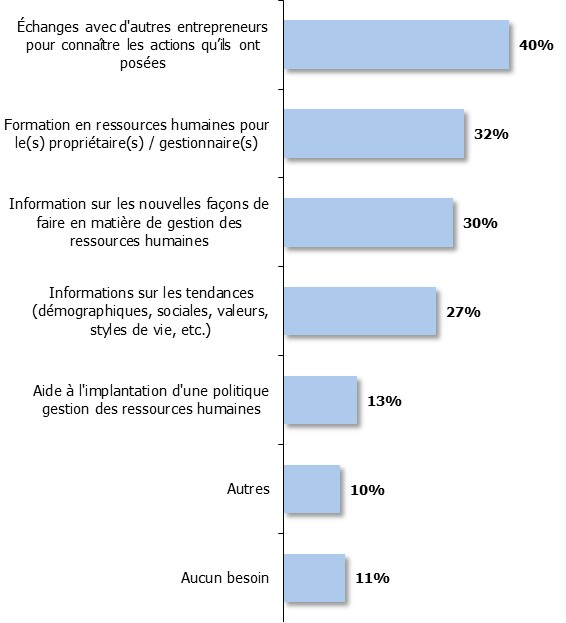 Échanges avec d'autres entrepreneurs
pour connaître les actions qu'ils ont
posées
40%
Formation en ressources humaines pour
le(s) propriétaire(s) / gestionnaire(s)
32%
Information sur les nouvelles façons de
faire en matière de gestion des
ressources humaines
30%
Informations sur les tendances
(démographiques, sociales, valeurs,
styles de vie, etc.)
27%
Aide à l'implantation d'une politique
gestion des ressources humaines
13%
Autres
10%
Aucun besoin
11%